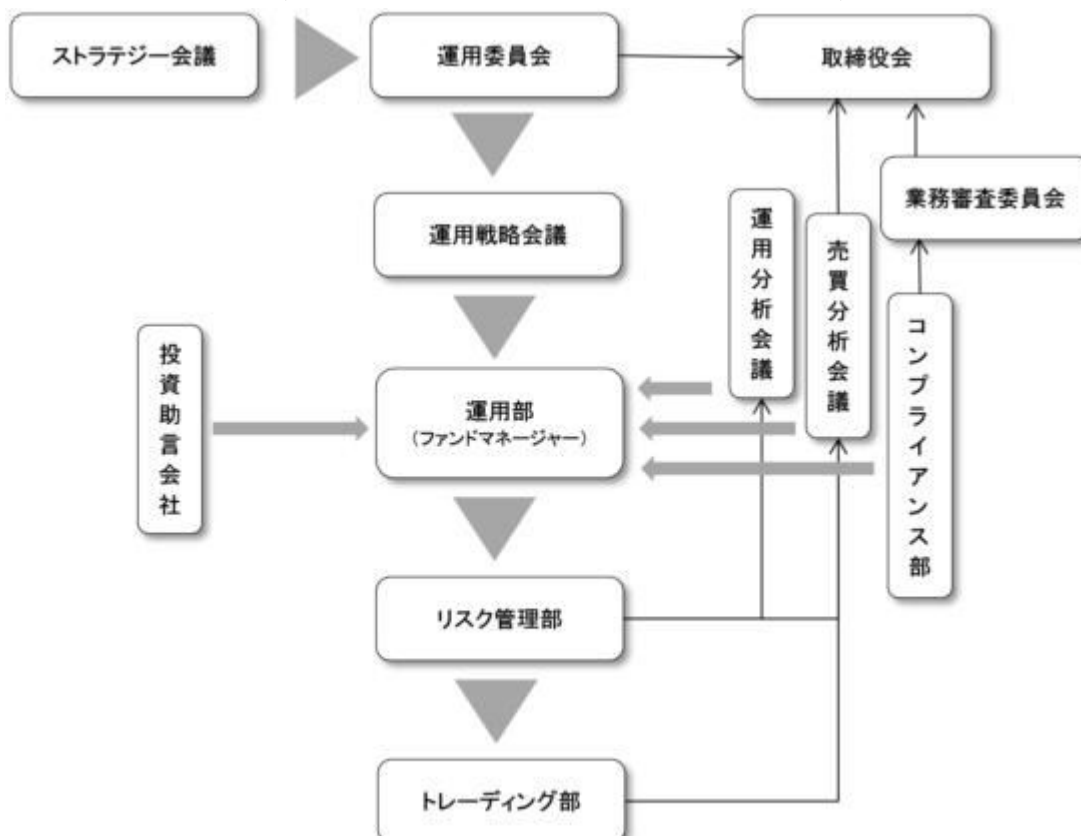 ストラテジー会議
運用委員会
取締役会
業務審査委員会
運用戦略会議
運用分析会議
売買分析会議
コンプライアンス部
投資助言会社
運用部
(ファンドマネージャー)
リスク管理部
トレーディング部